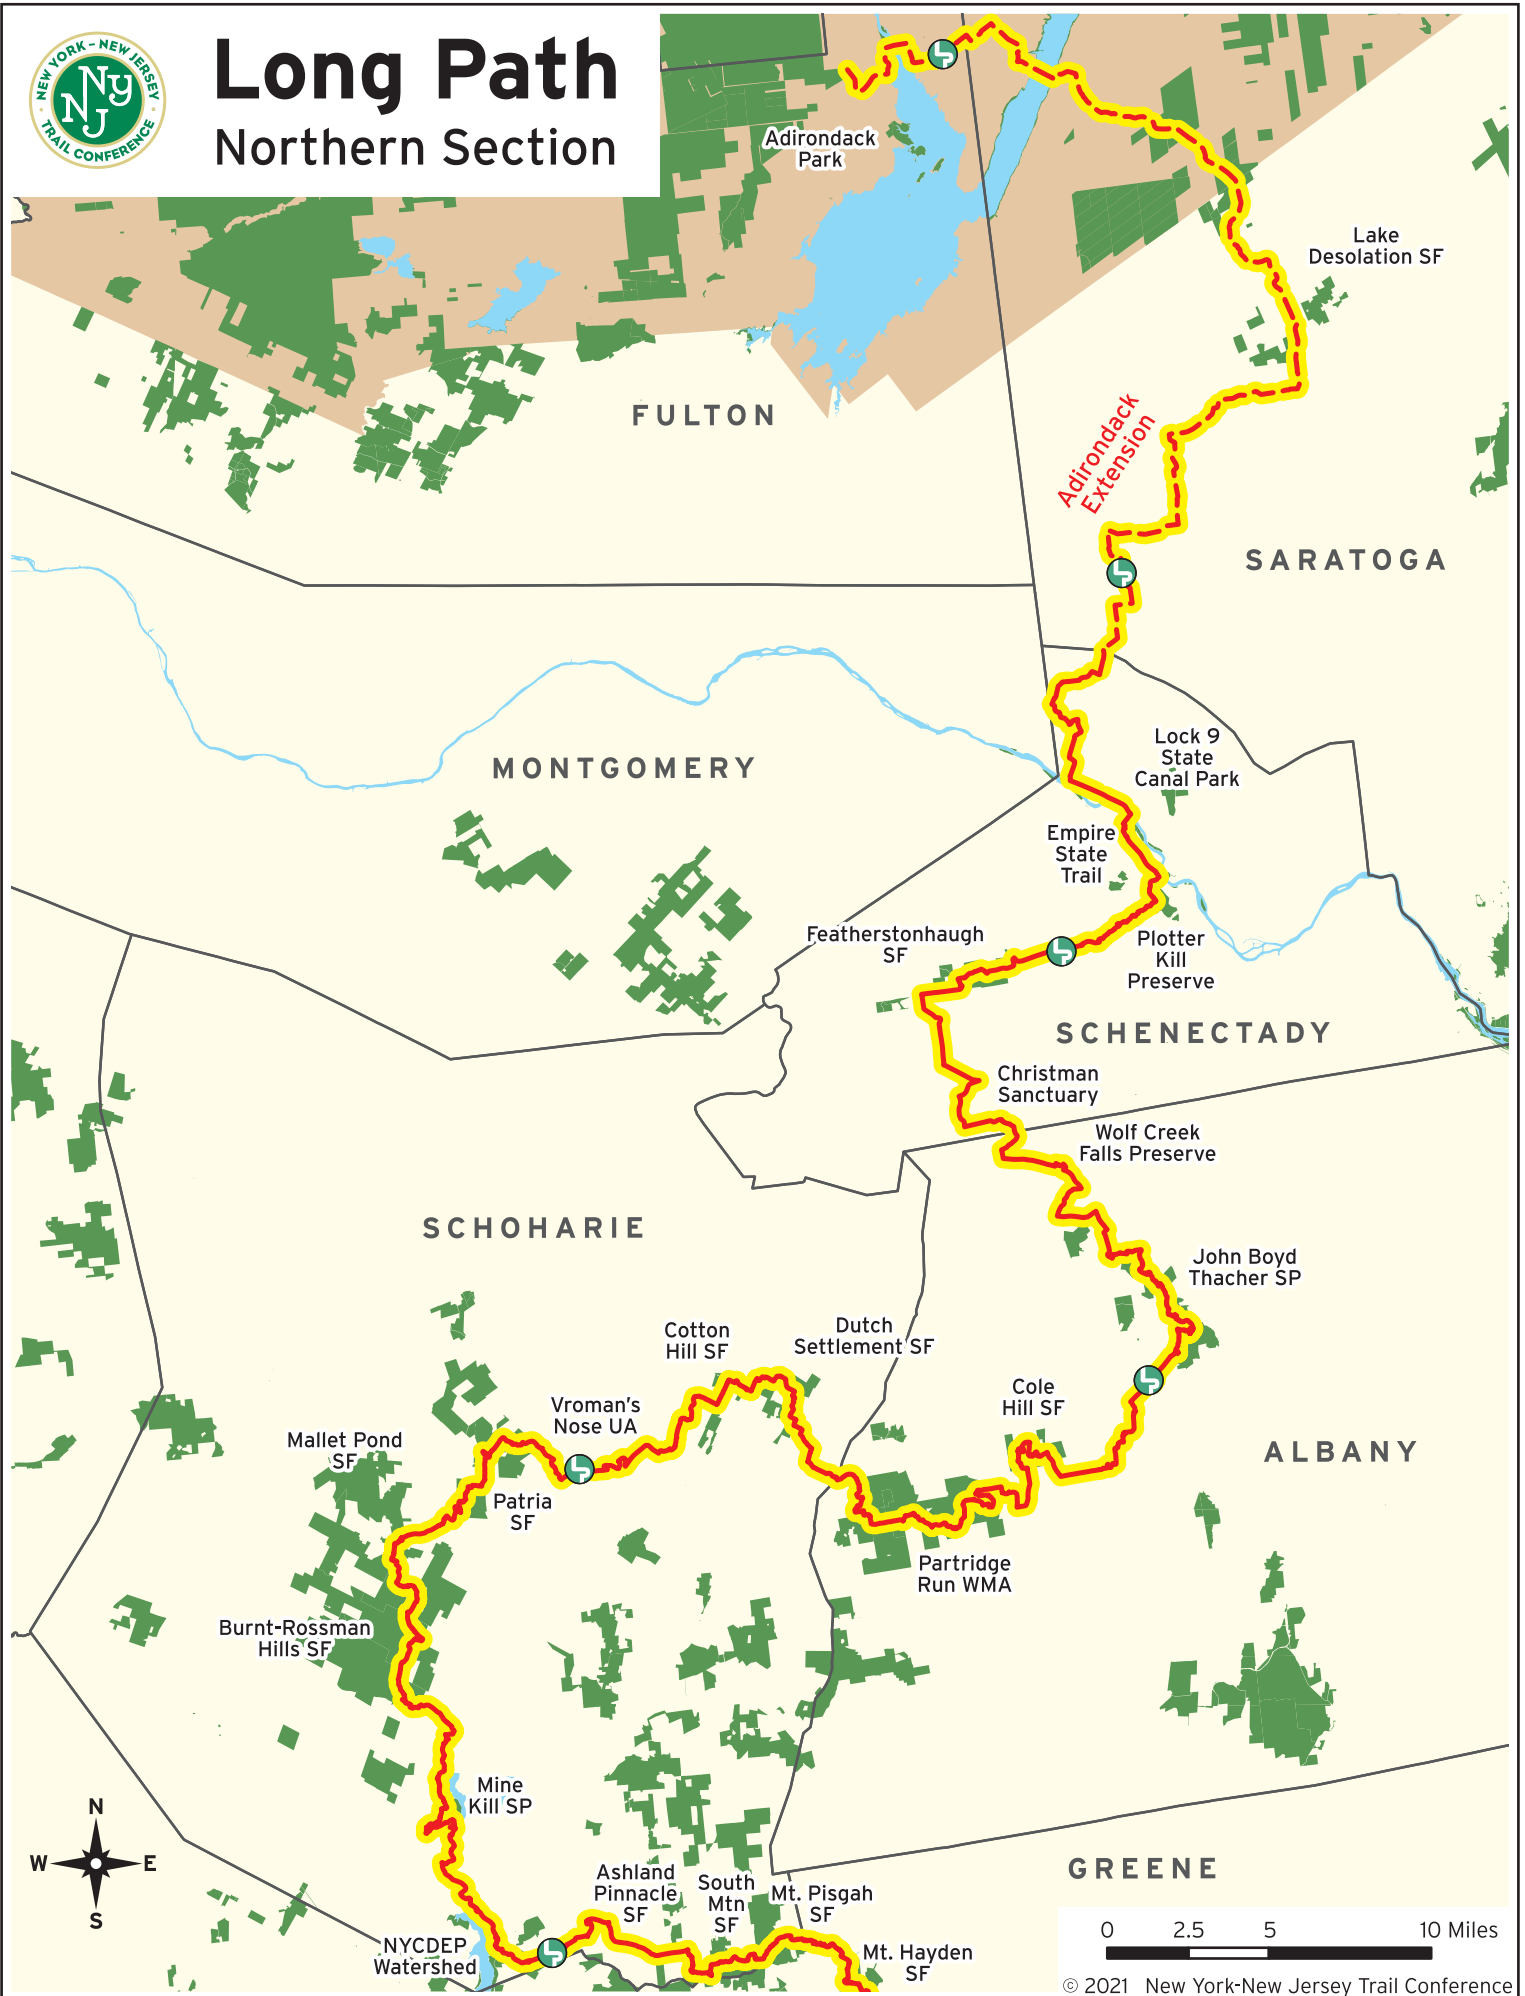 NEW YORK – NEW JERSEY
Ny
NJ
TRAIL CONFERENCE
Long Path
Northern Section
Adirondack
Park
Lake
Desolation SF
FULTON
Adirondack
Extension
SARATOGA
Lock 9
State
Canal Park
MONTGOMERY
Empire
State
Trail
Featherstonhaugh
SF
Plotter
Kill
Preserve
SCHENECTADY
Christman
Sanctuary
Wolf Creek
Falls Preserve
SCHOHARIE
John Boyd
Thacher SP
Cotton
Hill SF
Dutch
Settlement SF
Cole
Hill SF
Vroman's
Nose UA
Mallet Pond
SF
ALBANY
Patria
SF
Partridge
Run WMA
Burnt-Rossman
Hills SF
Mine
Kill SP
N
W E
S
GREENE
Ashland
Pinnacle
SF
South
Mtn
SF
Mt. Pisgah
SF
NYCDEP
Watershed
Mt. Hayden
SF
0 2.5 5 10 Miles
© 2021 New York-New Jersey Trail Conference